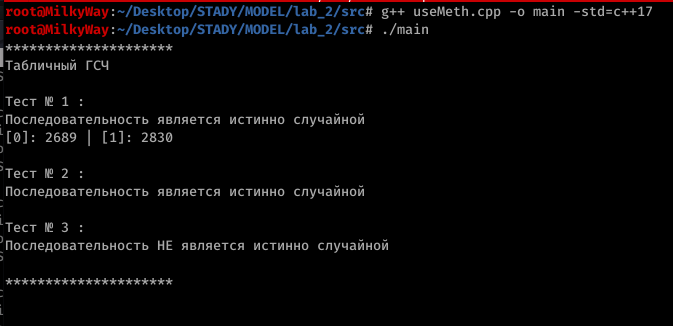 root@MilkyWay:~/Desktop/STADY/MODEL/lab_2/src# g++ useMeth.cpp -o main -std=c++17
root@MilkyWay:~/Desktop/STADY/MODEL/lab_2/src# ./main
*********************
Табличный ГСЧ
Тест № 1 :
Последовательность является истинно случайной
[0]: 2689 | [1]: 2830
Тест № 2 :
Последовательность является истинно случайной
Тест № 3 :
Последовательность НЕ является истинно случайной
*********************